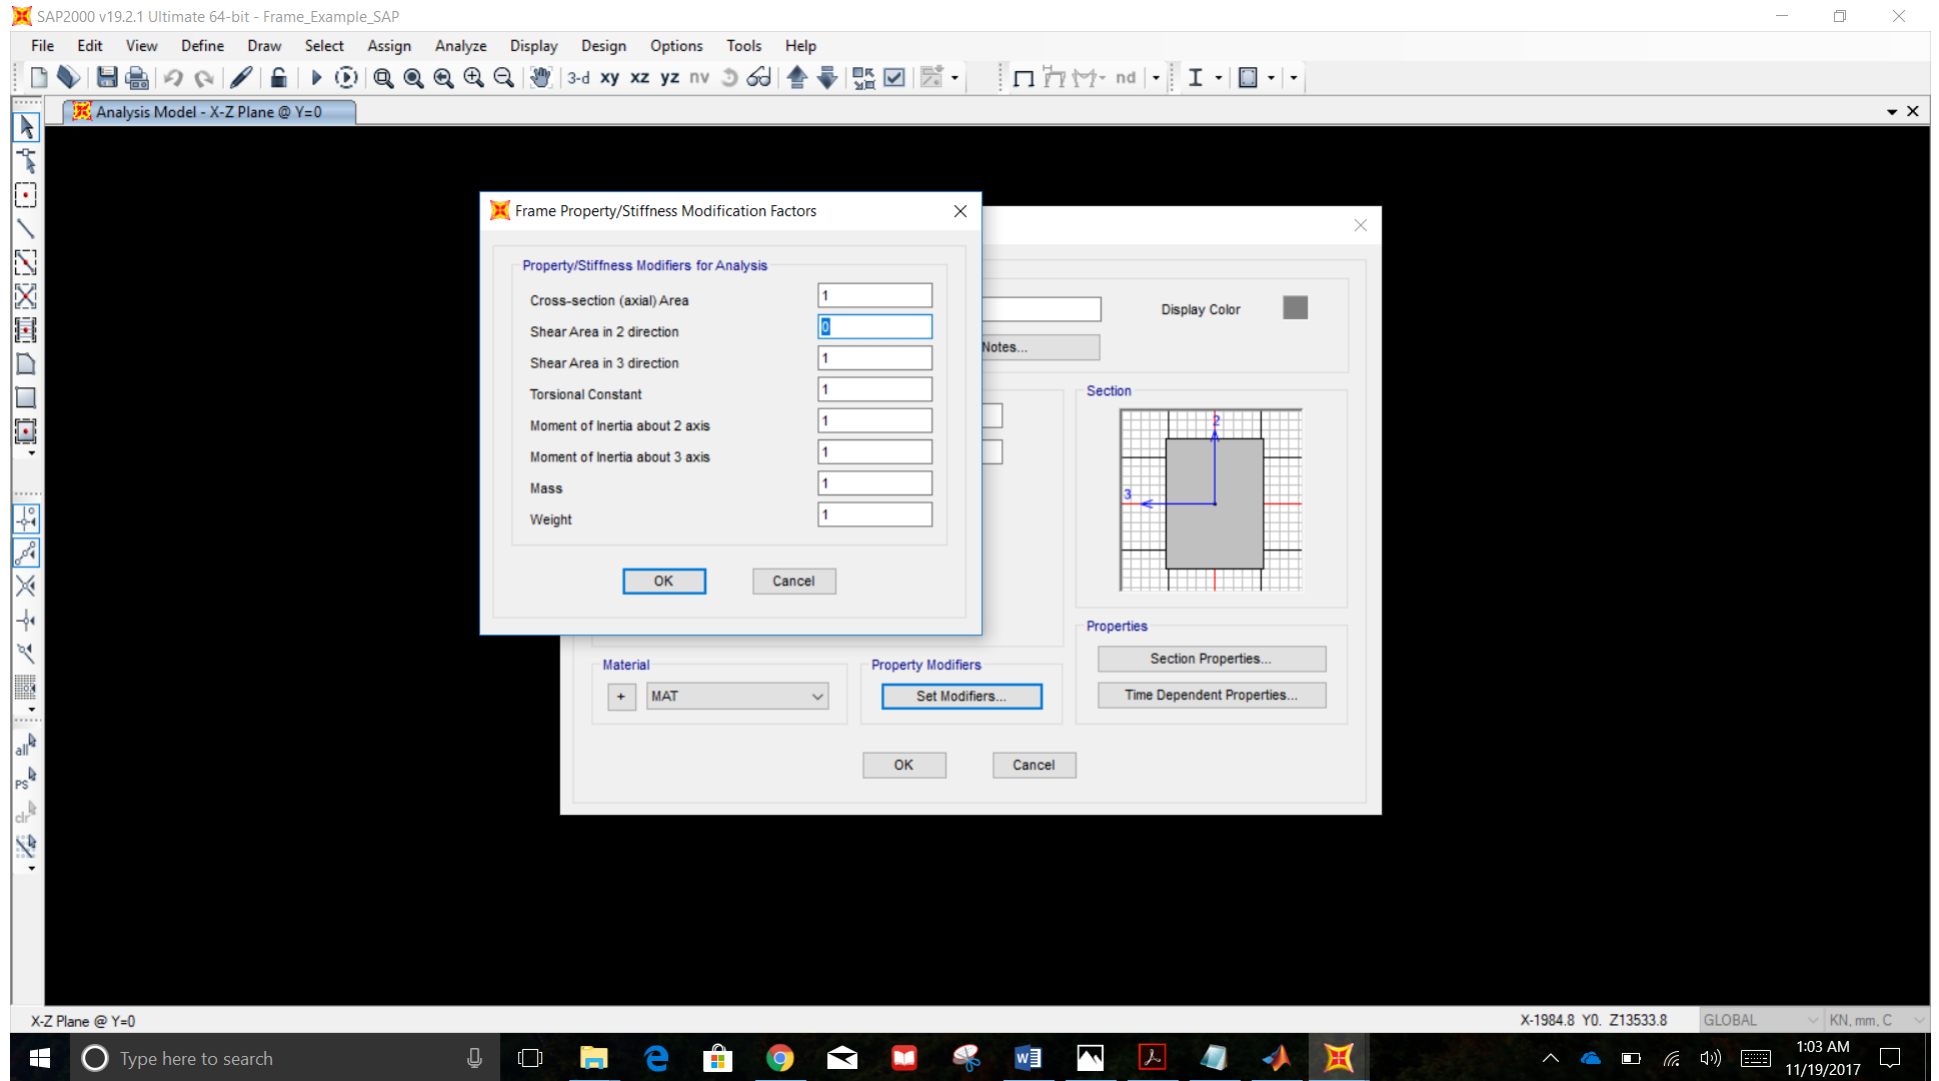 SAP2000 v19.2.1 Ultimate 64-bit - Frame_Example_SAP
File Edit View Define Draw Select Assign Analyze Display Design Options Tools Help
3-d xy xz yz nv nd
Analysis Model - X-Z Plane @ Y=0
Frame Property/Stiffness Modification Factors
Property/Stiffness Modifiers for Analysis
Cross-section (axial) Area 1
Shear Area in 2 direction 0
Shear Area in 3 direction 1
Torsional Constant 1
Moment of Inertia about 2 axis 1
Moment of Inertia about 3 axis 1
Mass 1
Weight 1
OK Cancel
Display Color
Notes...
Section
2
3
Properties
Section Properties...
Time Dependent Properties...
Material
+ MAT
Property Modifiers
Set Modifiers...
OK Cancel
all
PS
clr
X-Z Plane @ Y=0
X-1984.8 Y0. Z13533.8
GLOBAL
KN, mm, C
Type here to search
1:03 AM
11/19/2017